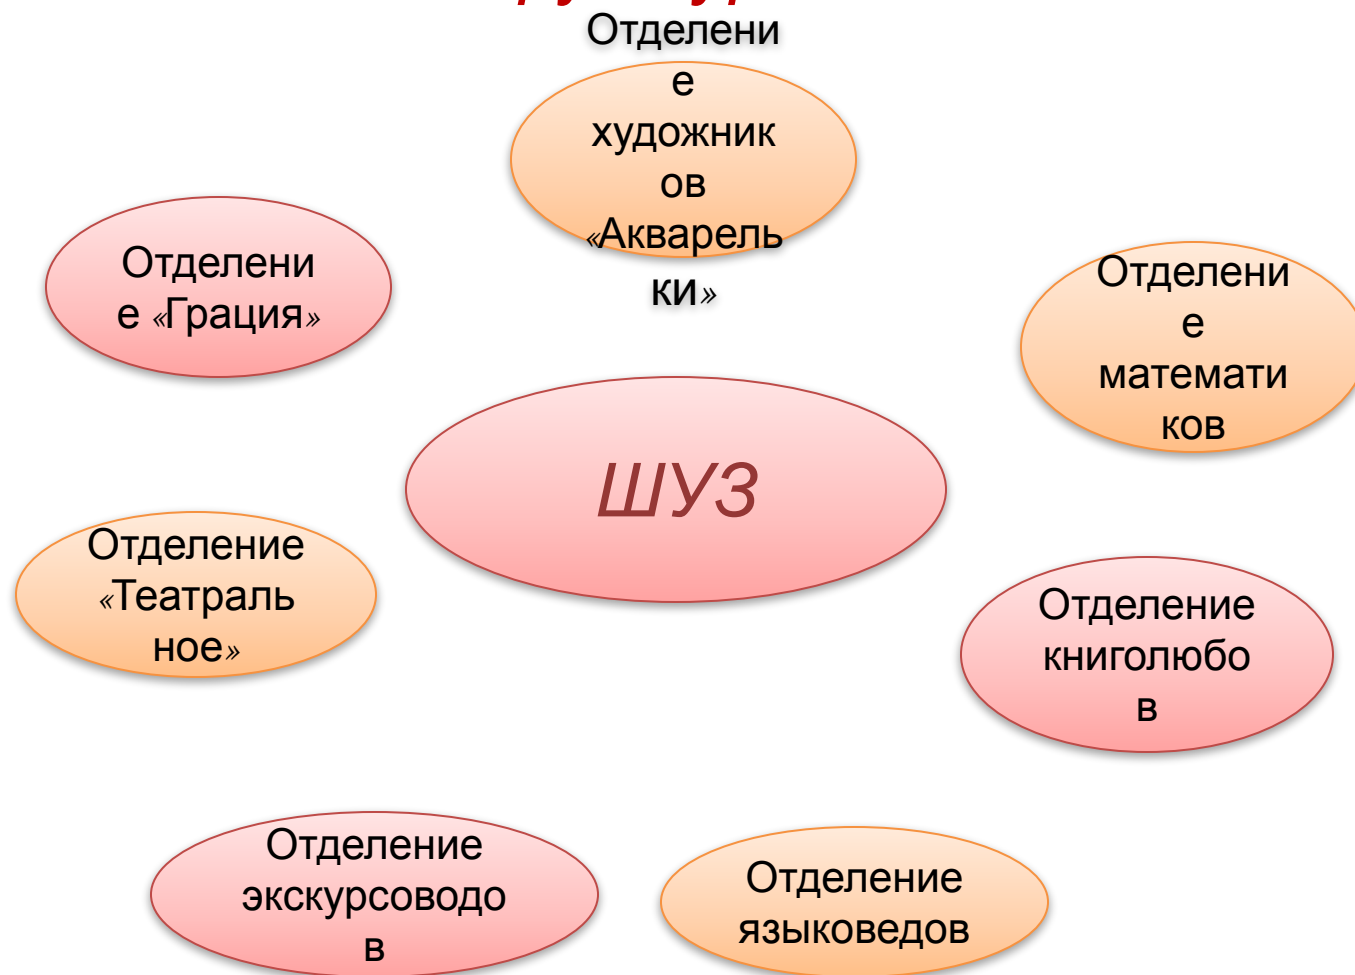 Отделени
е
художник
ов
«Акварель
ки»
Отделени
е «Грация»
Отделени
е
математи
ков
ШУЗ
Отделение
«Театраль
ное»
Отделение
книголюбо
в
Отделение
экскурсоводо
в
Отделение
языковедов